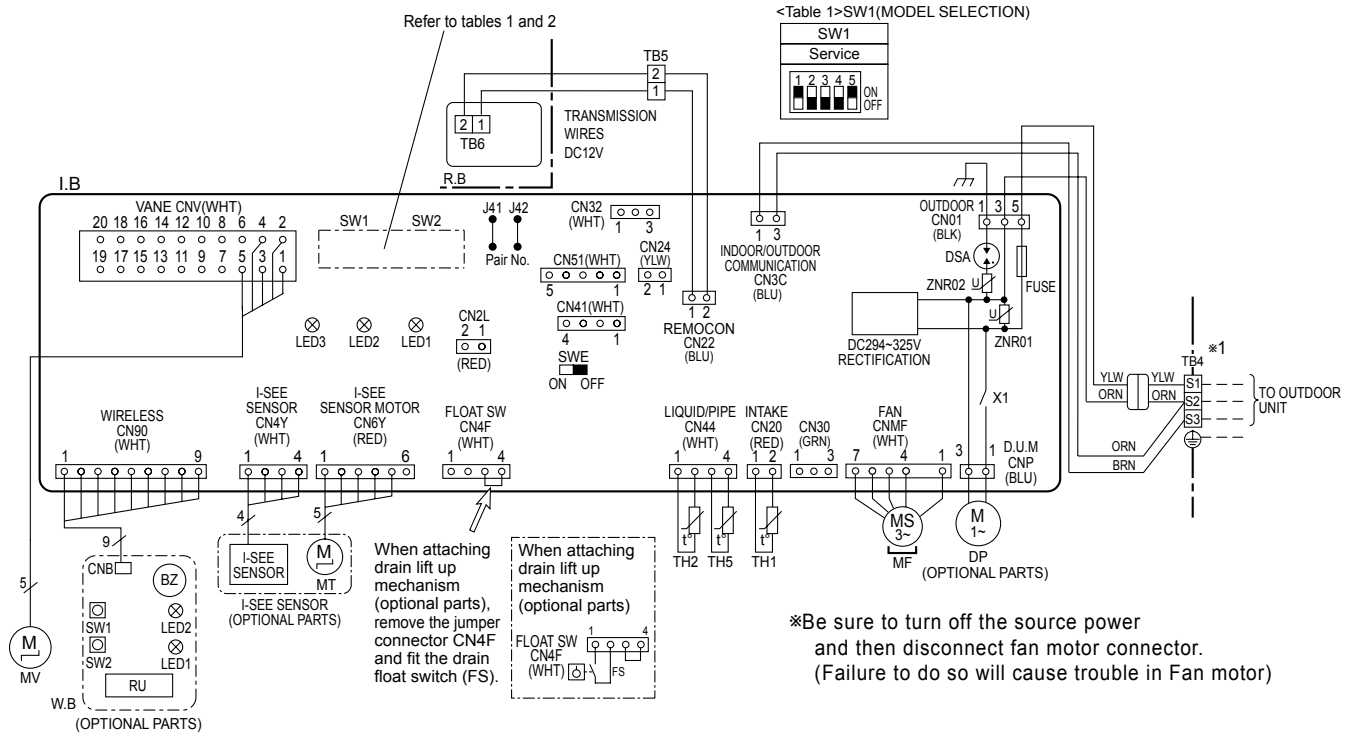 Refer to tables 1 and 2
<Table 1>SW1(MODEL SELECTION)
SW1
Service
1 2 3 4 5
ON
OFF
TB5
2
1
2 1
TB6
TRANSMISSION
WIRES
DC12V
R.B
I.B
VANE CNV(WHT)
20 18 16 14 12 10 8 6 4 2
19 17 15 13 11 9 7 5 3 1
SW1 SW2
J41 J42
Pair No.
CN32
(WHT)
1 3
CN24
(YLW)
2 1
CN51(WHT)
5 1
CN41(WHT)
4 1
SWE
ON OFF
1 2
REMOCON
CN22
(BLU)
1 3
INDOOR/OUTDOOR
COMMUNICATION
CN3C
(BLU)
OUTDOOR 1 3 5
CN01
(BLK)
DSA
ZNR02 U
FUSE
U
ZNR01
DC294~325V
RECTIFICATION
X1
LED3 LED2 LED1
CN2L
2 1
(RED)
WIRELESS
CN90
(WHT)
1 9
I-SEE
SENSOR
CN4Y
(WHT)
1 4
I-SEE
SENSOR MOTOR
CN6Y
(RED)
1 6
FLOAT SW
CN4F
(WHT)
1 4
LIQUID/PIPE
CN44
(WHT)
1 4
INTAKE
CN20
(RED)
1 2
CN30
(GRN)
1 3
FAN
CNMF
(WHT)
7 4 1
3 1
D.U.M
CNP
(BLU)
※1
TB4
YLW YLW S1
ORN ORN S2
S3
ORN
BRN
TO OUTDOOR
UNIT
5
M
MV
9
CNB
BZ
SW1
LED2
SW2
LED1
RU
W.B
(OPTIONAL PARTS)
4
I-SEE
SENSOR
5
M
MT
I-SEE SENSOR
(OPTIONAL PARTS)
When attaching
drain lift up
mechanism
(optional parts),
remove the jumper
connector CN4F
and fit the drain
float switch (FS).
When attaching
drain lift up
mechanism
(optional parts)
FLOAT SW
CN4F
(WHT)
1 4
FS
t° t° t°
TH2 TH5 TH1
MS
3~
MF
M
1~
DP
(OPTIONAL PARTS)
※Be sure to turn off the source power
and then disconnect fan motor connector.
(Failure to do so will cause trouble in Fan motor)